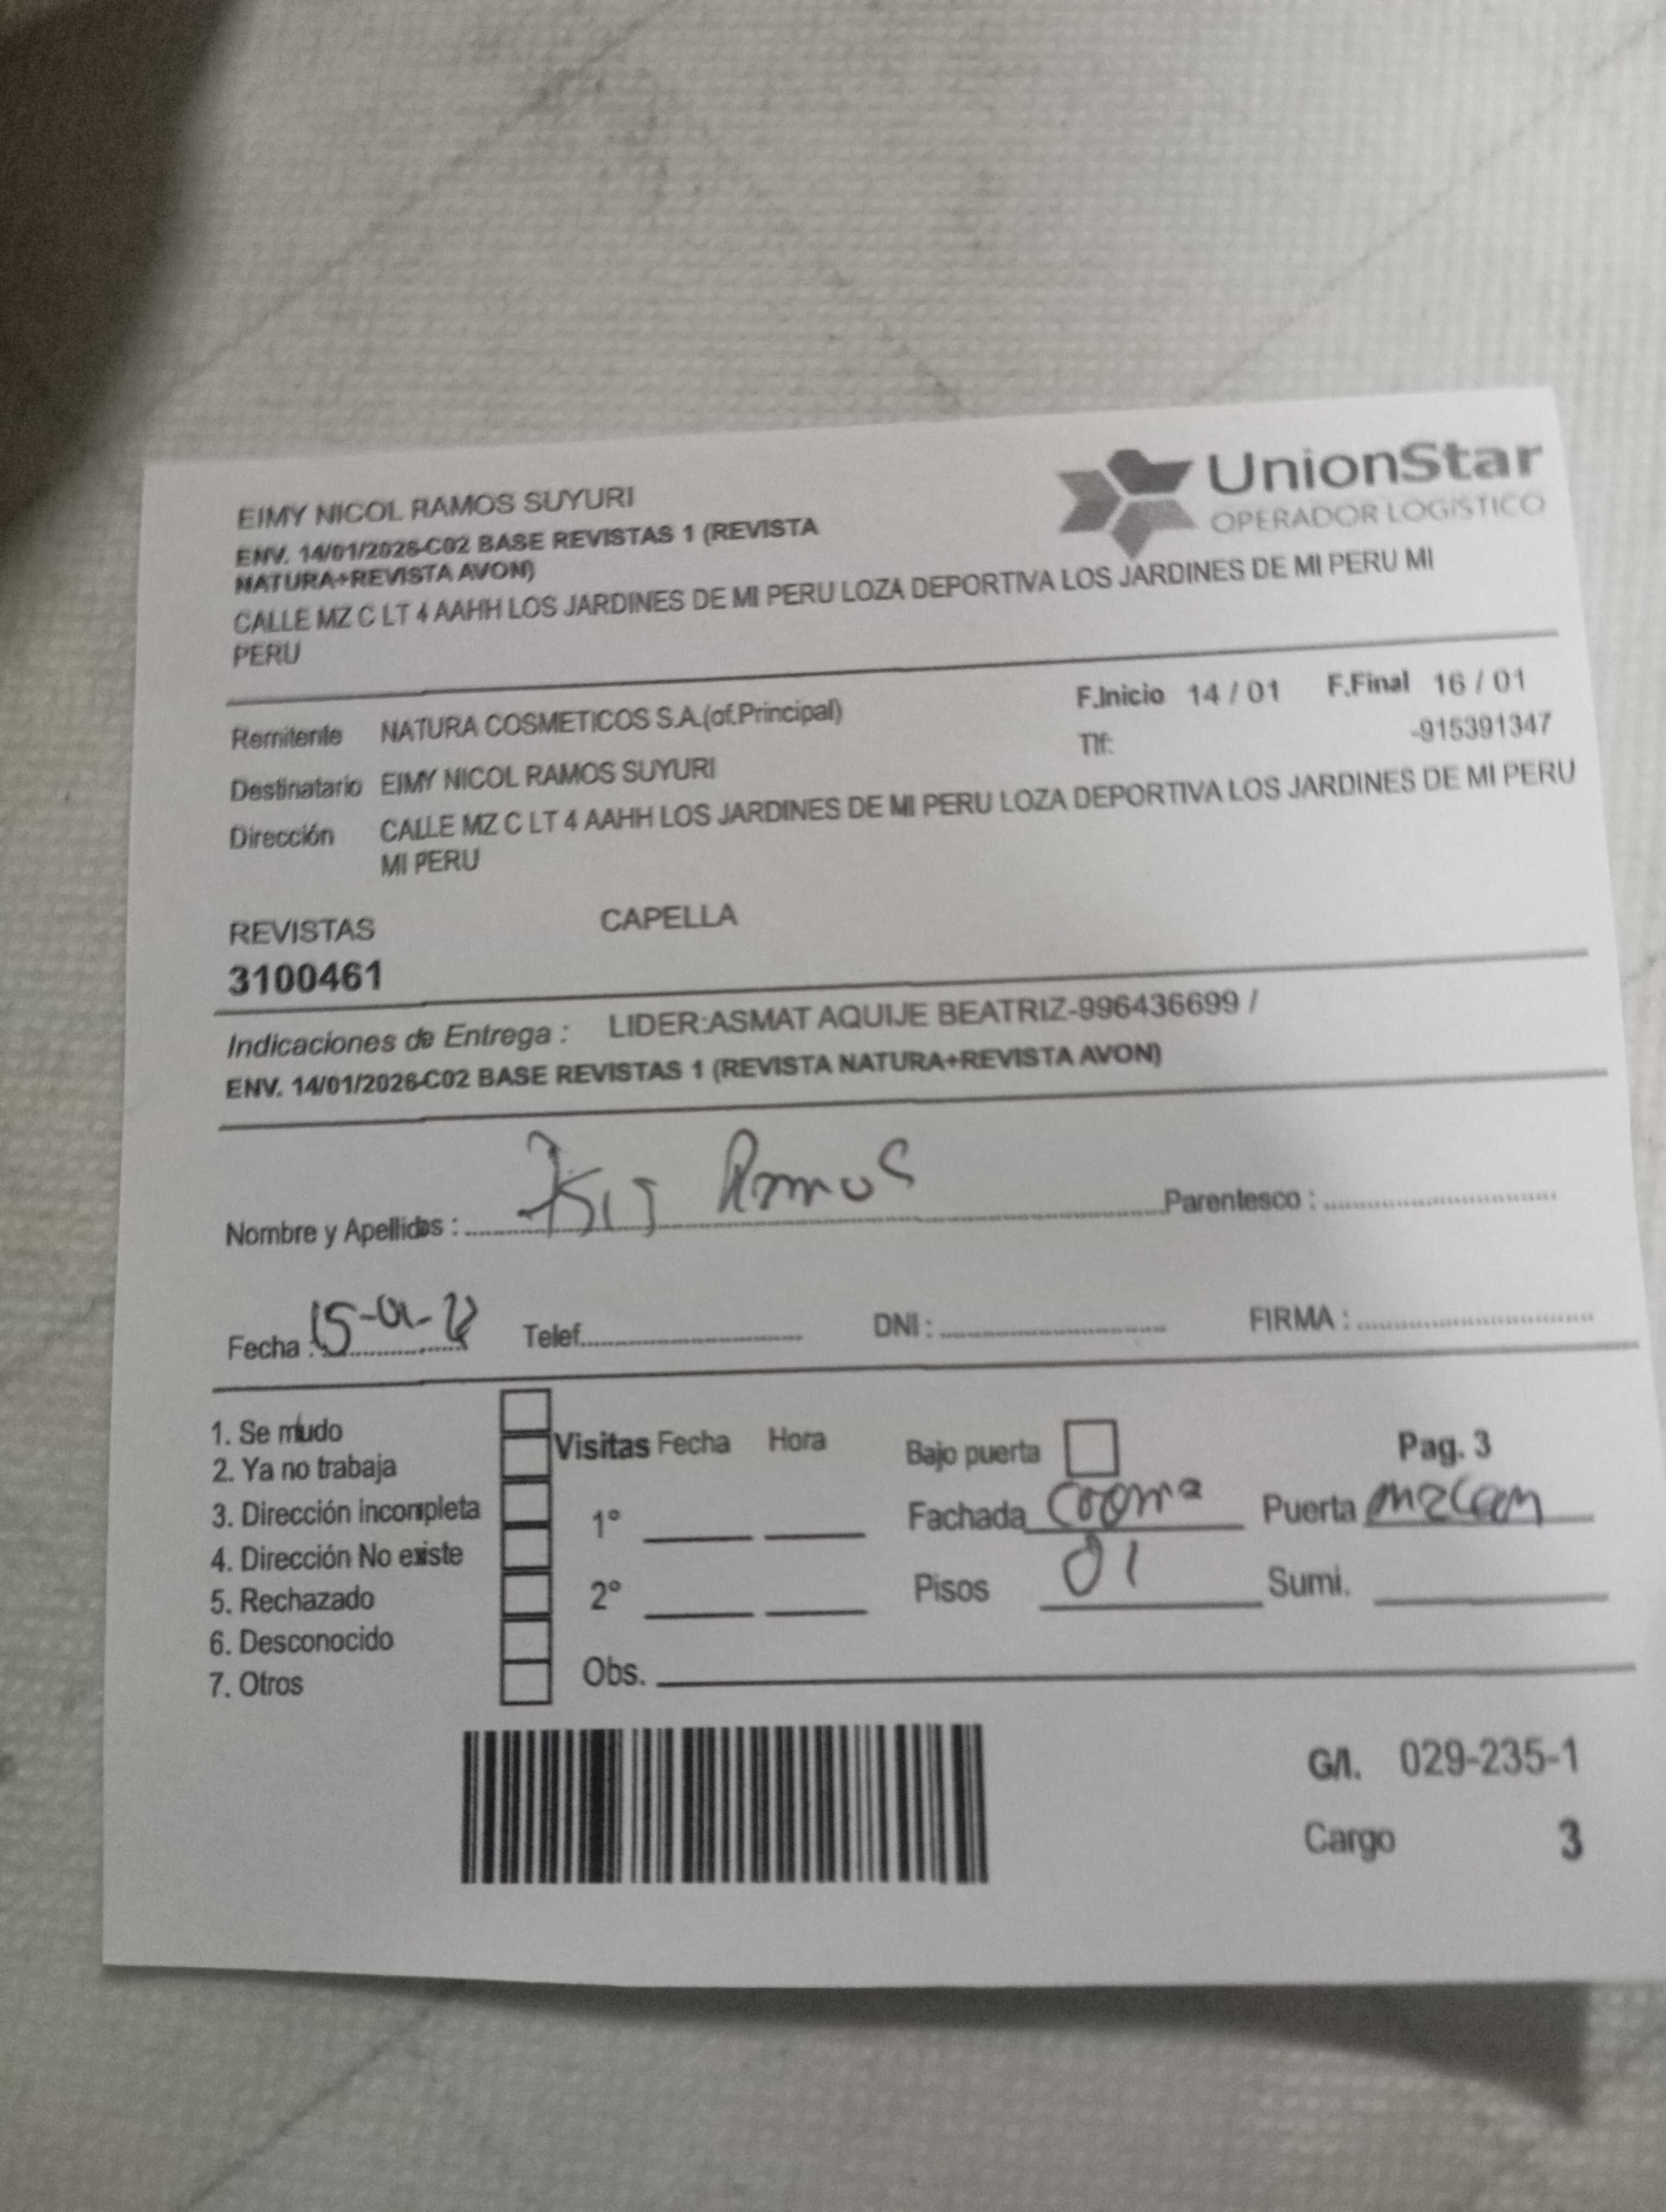 EIMY NICOL RAMOS SUYURI
UnionStar
OPERADOR LOGÍSTICO
ENV. 14/01/2026-C02 BASE REVISTAS 1 (REVISTA
NATURA+REVISTA AVON)
CALLE MZ C LT 4 AAHH LOS JARDINES DE MI PERU LOZA DEPORTIVA LOS JARDINES DE MI PERU MI
PERU
Remitente NATURA COSMETICOS S.A.(of.Principal) F.Inicio 14 / 01 F.Final 16 / 01
Tlf: -915391347
Destinatario EIMY NICOL RAMOS SUYURI
Dirección CALLE MZ C LT 4 AAHH LOS JARDINES DE MI PERU LOZA DEPORTIVA LOS JARDINES DE MI PERU
MI PERU
REVISTAS CAPELLA
3100461
Indicaciones de Entrega : LIDER:ASMAT AQUIJE BEATRIZ-996436699 /
ENV. 14/01/2026-C02 BASE REVISTAS 1 (REVISTA NATURA+REVISTA AVON)
Nombre y Apellidos : Ramos Parentesco :
Fecha : 15-01- Telef. DNI : FIRMA :
1. Se mudo
2. Ya no trabaja
3. Dirección incompleta
4. Dirección No existe
5. Rechazado
6. Desconocido
7. Otros
Visitas Fecha Hora
1°
2°
Obs.
Bajo puerta Pag. 3
Fachada Puerta
Pisos 01 Sumi.
G/I. 029-235-1
Cargo 3